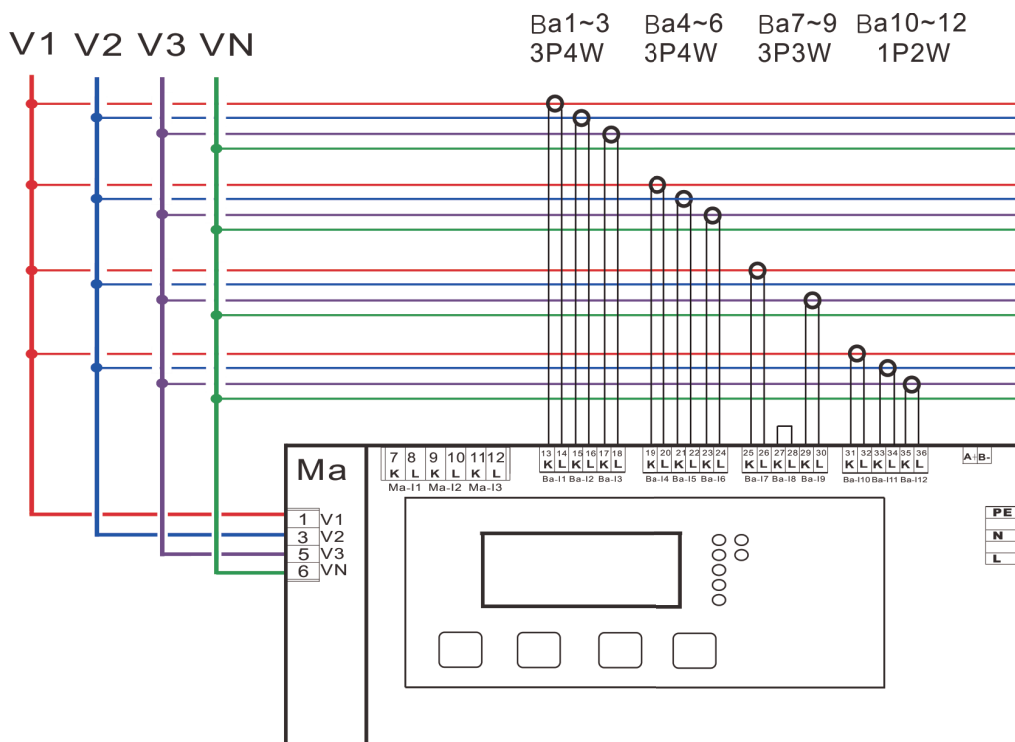 V1 V2 V3 VN
Ba1~3 Ba4~6 Ba7~9 Ba10~12
3P4W 3P4W 3P3W 1P2W
Ma
7 8 9 10 11 12
K L K L K L
Ma-I1 Ma-I2 Ma-I3
13 14 15 16 17 18
K L K L K L
Ba-I1 Ba-I2 Ba-I3
19 20 21 22 23 24
K L K L K L
Ba-I4 Ba-I5 Ba-I6
25 26 27 28 29 30
K L K L K L
Ba-I7 Ba-I8 Ba-I9
31 32 33 34 35 36
K L K L K L
Ba-I10 Ba-I11 Ba-I12
A+ B-
1 V1
3 V2
5 V3
6 VN
PE
N
L